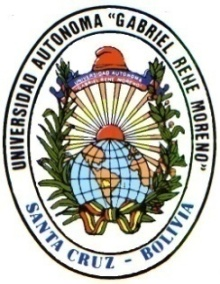 UNIVERSIDAD AUTONOMA "GABRIEL RENE MORENO"
UNIVERSIDAD AUTONOMA
"GABRIEL RENE MORENO"
SANTA CRUZ - BOLIVIA